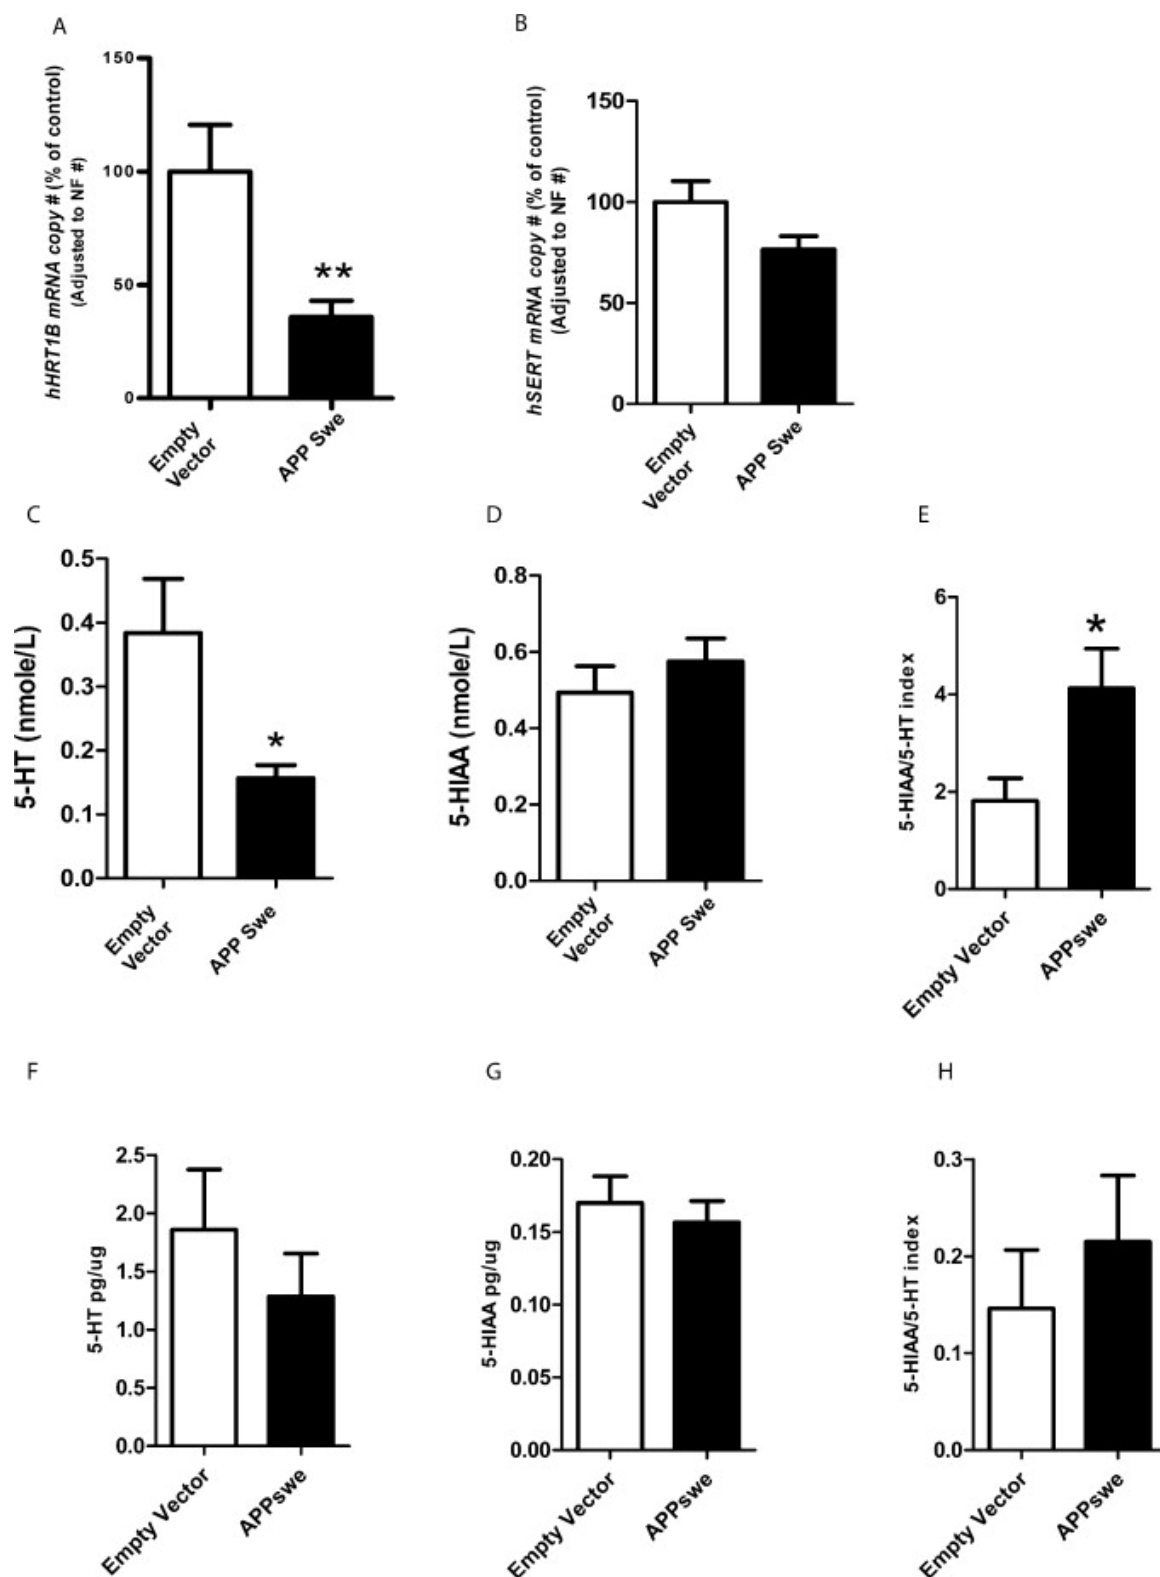 A
hHRT1B mRNA copy # (% of control)
(Adjusted to NF #)
150
100
50
0
**
Empty
Vector
APP Swe
B
hSERT mRNA copy # (% of control)
(Adjusted to NF #)
150
100
50
0
Empty
Vector
APP Swe
C
5-HT (nmole/L)
0.5
0.4
0.3
0.2
0.1
0.0
*
Empty
Vector
APP Swe
D
5-HIAA (nmole/L)
0.8
0.6
0.4
0.2
0.0
Empty
Vector
APP Swe
E
5-HIAA/5-HT index
6
4
2
0
*
Empty Vector
APPswe
F
5-HT pg/ug
2.5
2.0
1.5
1.0
0.5
0.0
Empty Vector
APPswe
G
5-HIAA pg/ug
0.20
0.15
0.10
0.05
0.00
Empty Vector
APPswe
H
5-HIAA/5-HT index
0.3
0.2
0.1
0.0
Empty Vector
APPswe